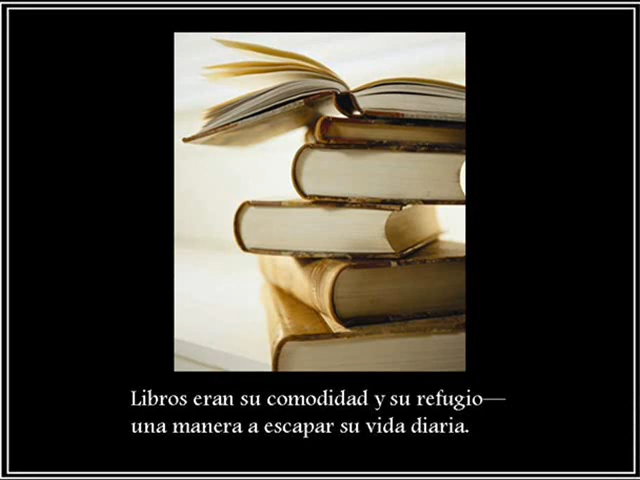 Libros eran su comodidad y su refugio—
una manera a escapar su vida diaria.